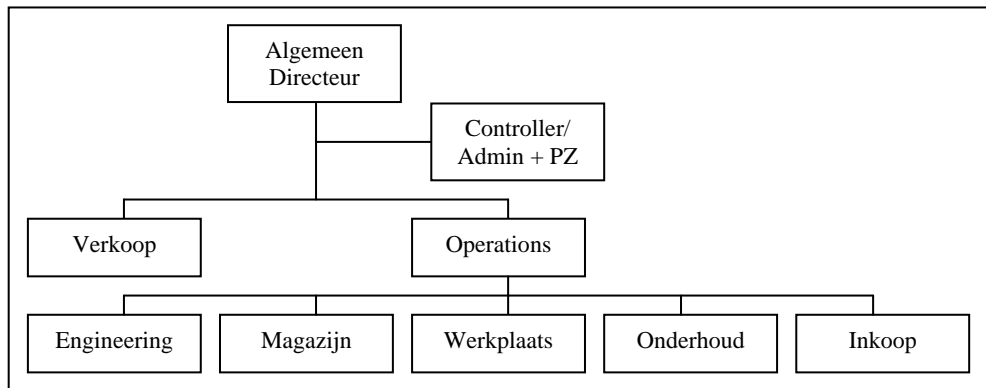 Algemeen
Directeur
Controller/
Admin + PZ
Verkoop
Operations
Engineering
Magazijn
Werkplaats
Onderhoud
Inkoop